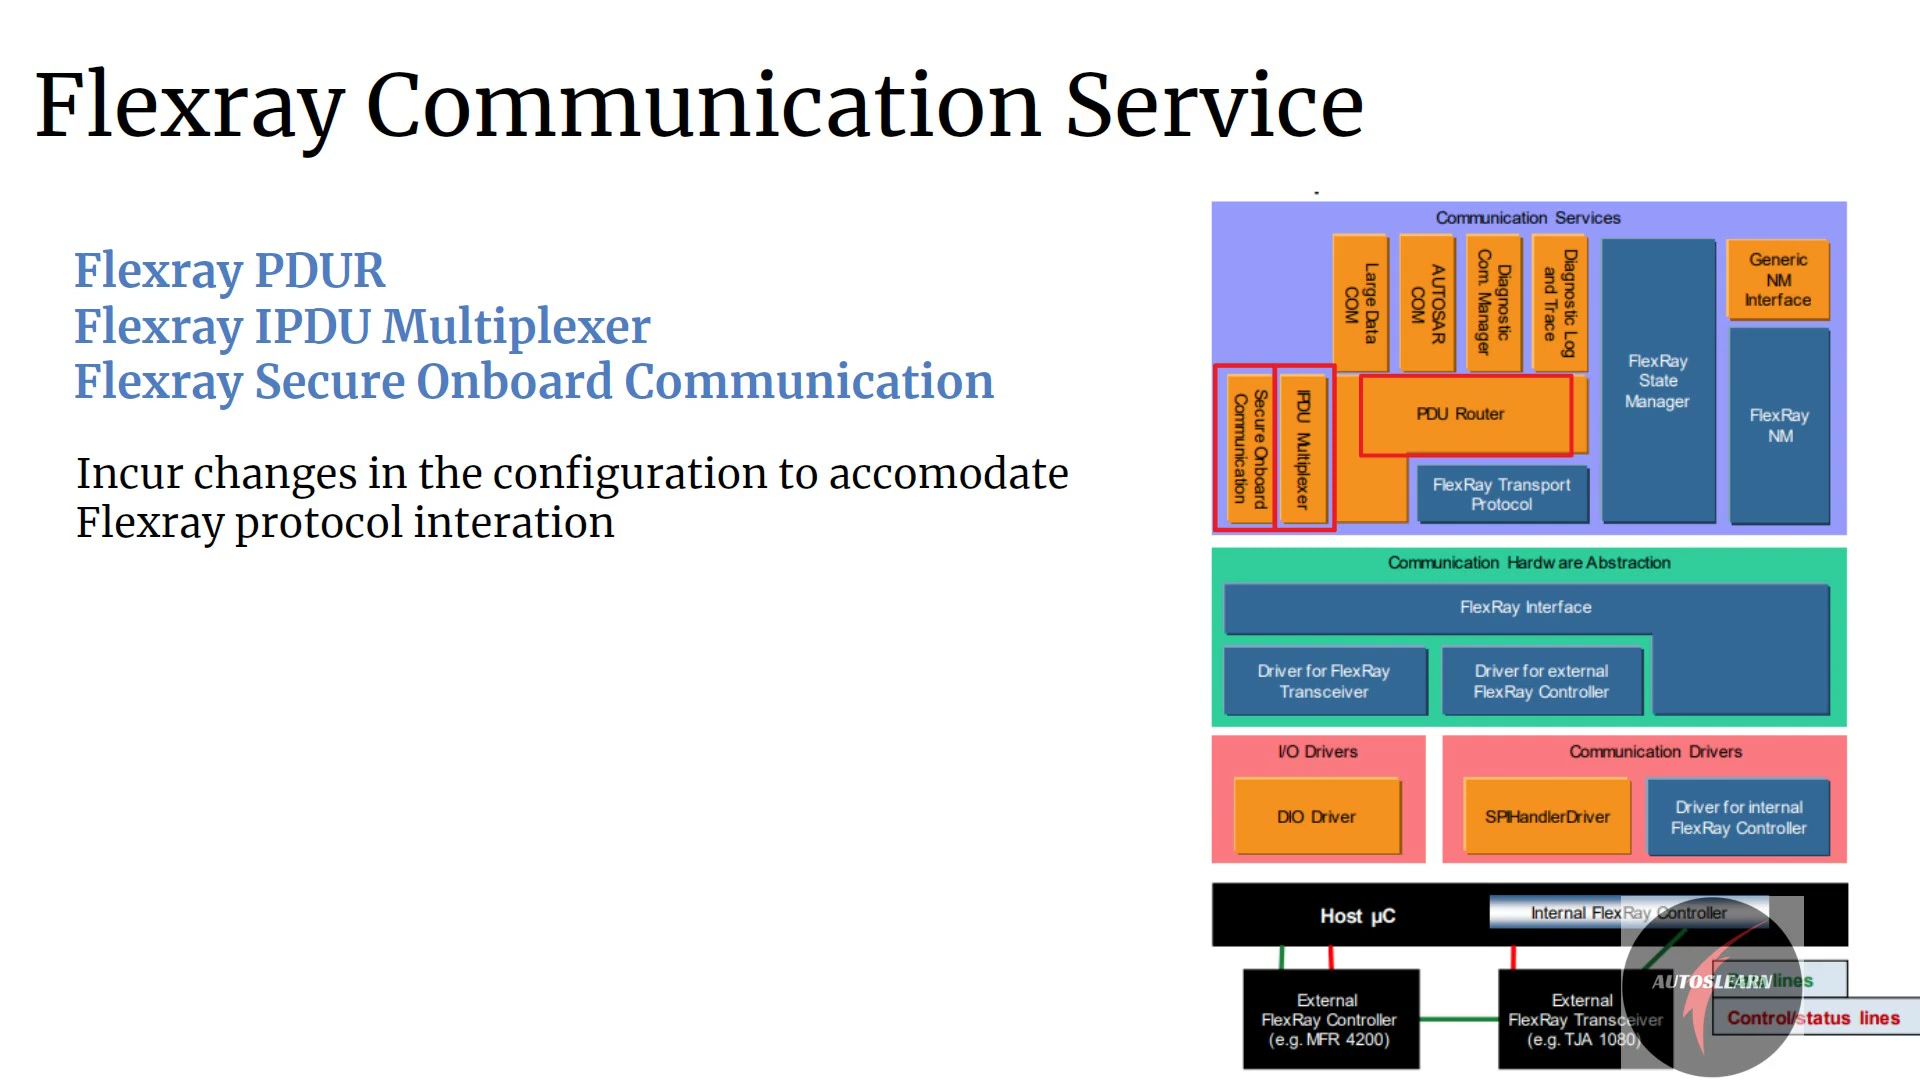 Flexray Communication Service
Flexray PDUR
Flexray IPDU Multiplexer
Flexray Secure Onboard Communication
Incur changes in the configuration to accomodate
Flexray protocol interation
Communication Services
Large Data
COM
AUTOSAR
COM
Diagnostic
Com. Manager
Diagnostic Log
and Trace
FlexRay
State
Manager
Generic
NM
Interface
FlexRay
NM
Secure Onboard
Communication
IPDU Multiplexer
PDU Router
FlexRay Transport
Protocol
Communication Hardware Abstraction
FlexRay Interface
Driver for FlexRay
Transceiver
Driver for external
FlexRay Controller
I/O Drivers
DIO Driver
Communication Drivers
SPIHandlerDriver
Driver for internal
FlexRay Controller
Host µC
Internal FlexRay Controller
External
FlexRay Controller
(e.g. MFR 4200)
External
FlexRay Transceiver
(e.g. TJA 1080)
AUTOSLEARN
lines
Control/status lines